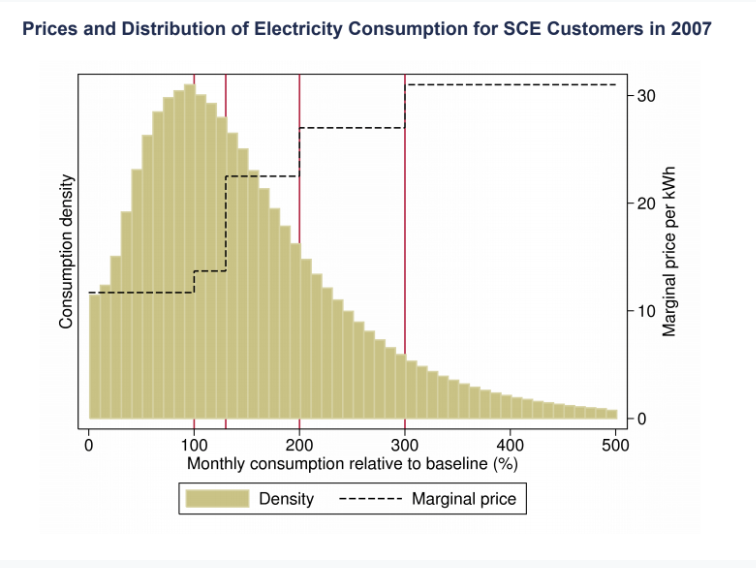 Prices and Distribution of Electricity Consumption for SCE Customers in 2007
Consumption density
30
20
10
0
Marginal price per kWh
0 100 200 300 400 500
Monthly consumption relative to baseline (%)
Density Marginal price